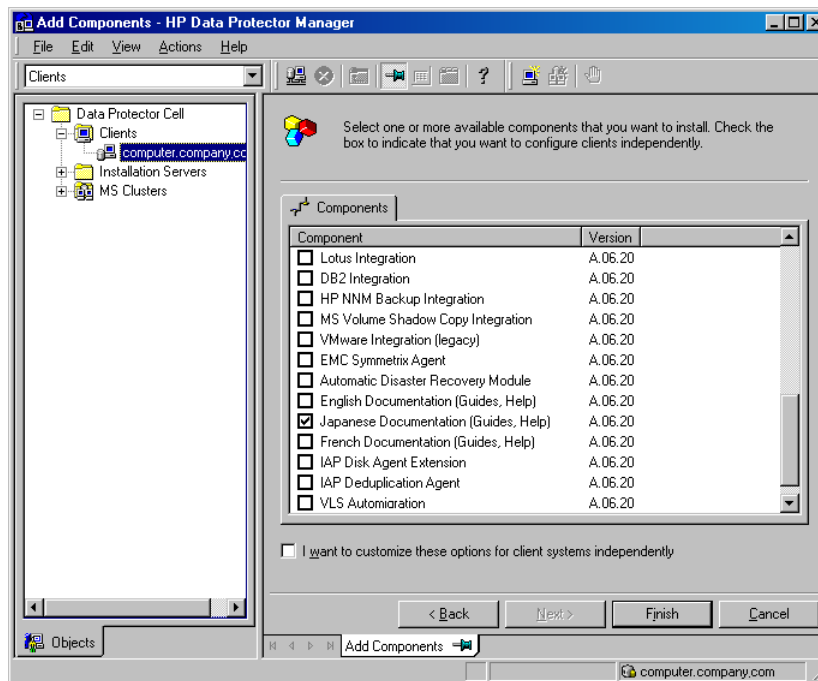 Add Components - HP Data Protector Manager
File Edit View Actions Help
Clients
Data Protector Cell
Clients
computer.company.cc
Installation Servers
MS Clusters
Objects
Select one or more available components that you want to install. Check the
box to indicate that you want to configure clients independently.
Components
Component Version
Lotus Integration A.06.20
DB2 Integration A.06.20
HP NNM Backup Integration A.06.20
MS Volume Shadow Copy Integration A.06.20
VMware Integration (legacy) A.06.20
EMC Symmetrix Agent A.06.20
Automatic Disaster Recovery Module A.06.20
English Documentation (Guides, Help) A.06.20
Japanese Documentation (Guides, Help) A.06.20
French Documentation (Guides, Help) A.06.20
IAP Disk Agent Extension A.06.20
IAP Deduplication Agent A.06.20
VLS Automigration A.06.20
I want to customize these options for client systems independently
< Back Next > Finish Cancel
Add Components
computer.company.com